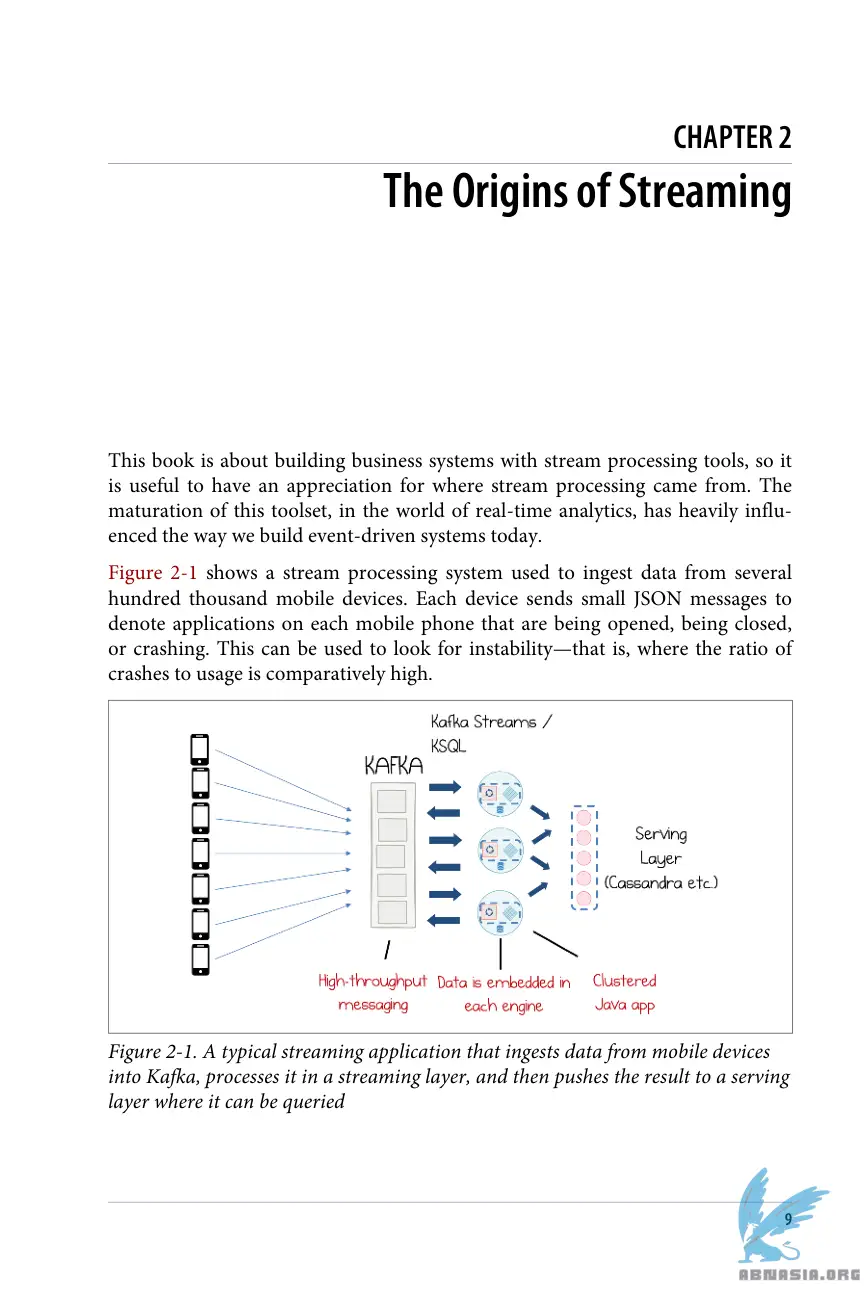 CHAPTER 2
The Origins of Streaming
This book is about building business systems with stream processing tools, so it
is useful to have an appreciation for where stream processing came from. The
maturation of this toolset, in the world of real-time analytics, has heavily influ-
enced the way we build event-driven systems today.
Figure 2-1 shows a stream processing system used to ingest data from several
hundred thousand mobile devices. Each device sends small JSON messages to
denote applications on each mobile phone that are being opened, being closed,
or crashing. This can be used to look for instability—that is, where the ratio of
crashes to usage is comparatively high.
Kafka Streams /
KSQL
KAFKA
Serving
Layer
(Cassandra etc.)
High-throughput
messaging
Data is embedded in
each engine
Clustered
Java app
Figure 2-1. A typical streaming application that ingests data from mobile devices
into Kafka, processes it in a streaming layer, and then pushes the result to a serving
layer where it can be queried
9
ABNASIA.ORG